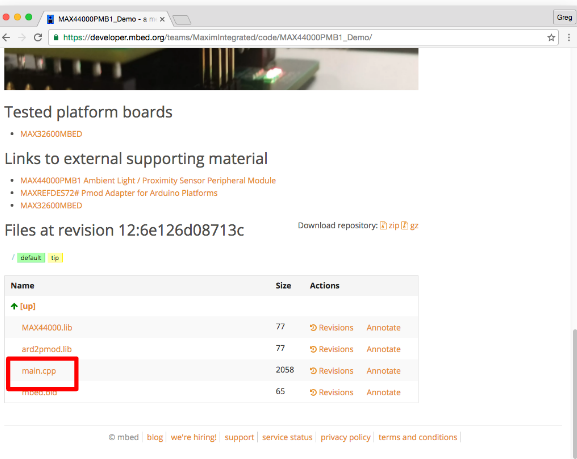 MAX44000PMB1_Demo - a m
Greg
https://developer.mbed.org/teams/MaximIntegrated/code/MAX44000PMB1_Demo/
Tested platform boards
MAX32600MBED
Links to external supporting material
MAX44000PMB1 Ambient Light / Proximity Sensor Peripheral Module
MAXREFDES72# Pmod Adapter for Arduino Platforms
MAX32600MBED
Files at revision 12:6e126d08713c
Download repository: zip gz
/ default tip
Name Size Actions
[up]
MAX44000.lib 77 Revisions Annotate
ard2pmod.lib 77 Revisions Annotate
main.cpp 2058 Revisions Annotate
mbed.bld 65 Revisions Annotate
© mbed blog we're hiring! support service status privacy policy terms and conditions